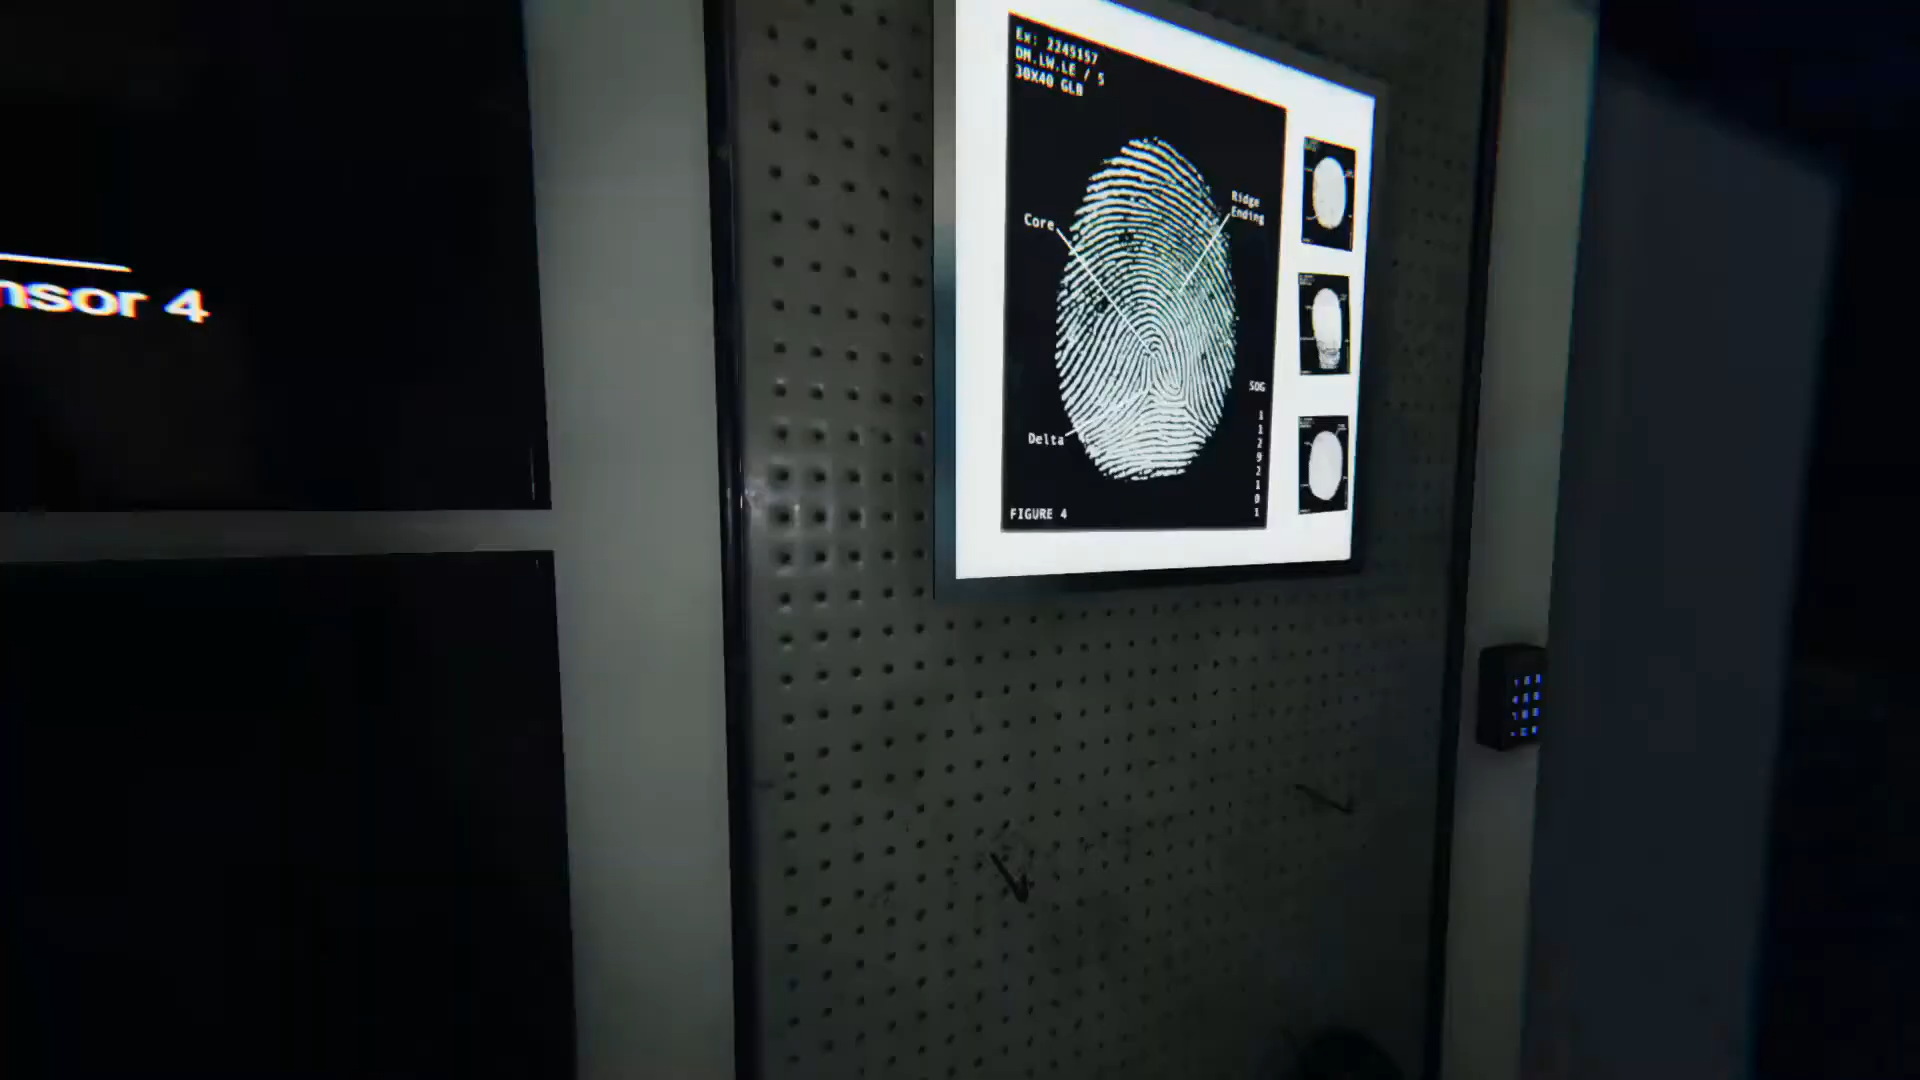 nsor 4
Ex: 2245157
DM.LW.LE / 5
30X40 GLB
Core
Ridge
Ending
Delta
SOG
1
1
2
9
2
1
0
1
FIGURE 4